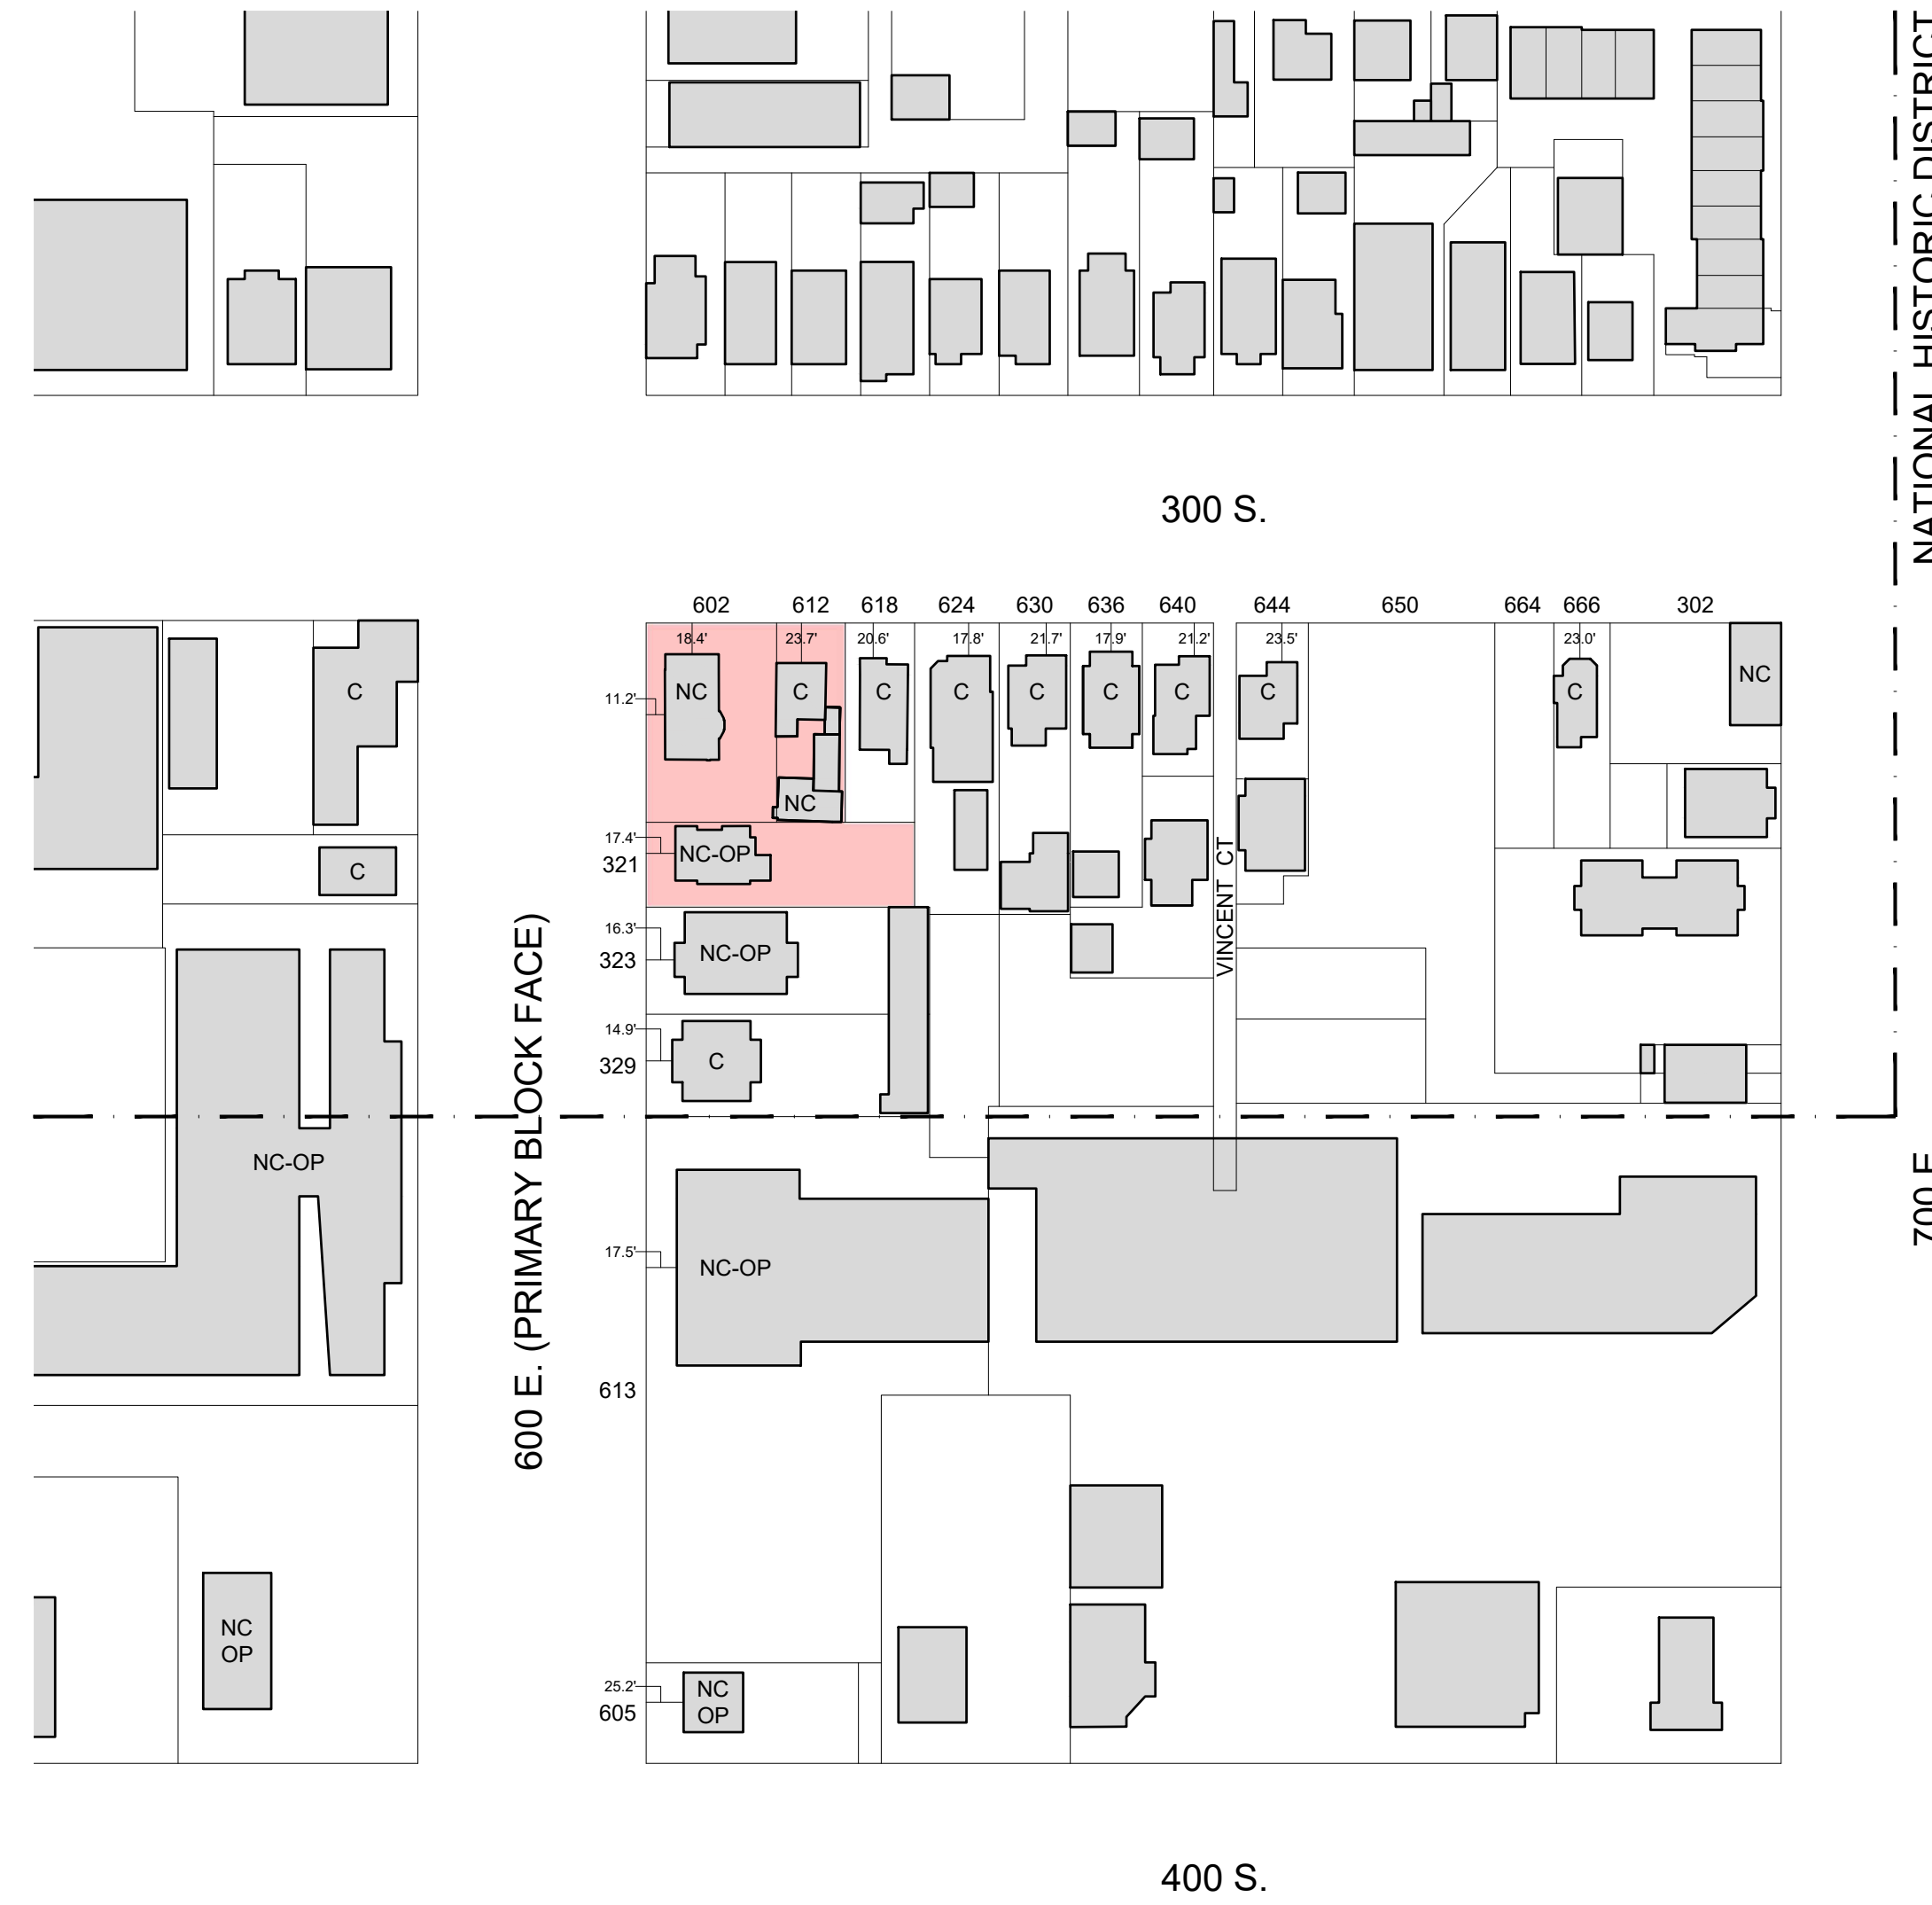 NATIONAL HISTORIC DISTRICT
300 S.
602 612 618 624 630 636 640 644 650 664 666 302
18.4' 23.7' 20.6' 17.8' 21.7' 17.9' 21.2' 23.5' 23.0'
NC
C
NC C C C C C C C C
11.2'
C
NC
17.4'
321
NC-OP
C
VINCENT CT
16.3'
323
NC-OP
14.9'
329
C
600 E. (PRIMARY BLOCK FACE)
NC-OP
700 E.
17.5'
NC-OP
613
NC
OP
25.2'
605
NC
OP
400 S.